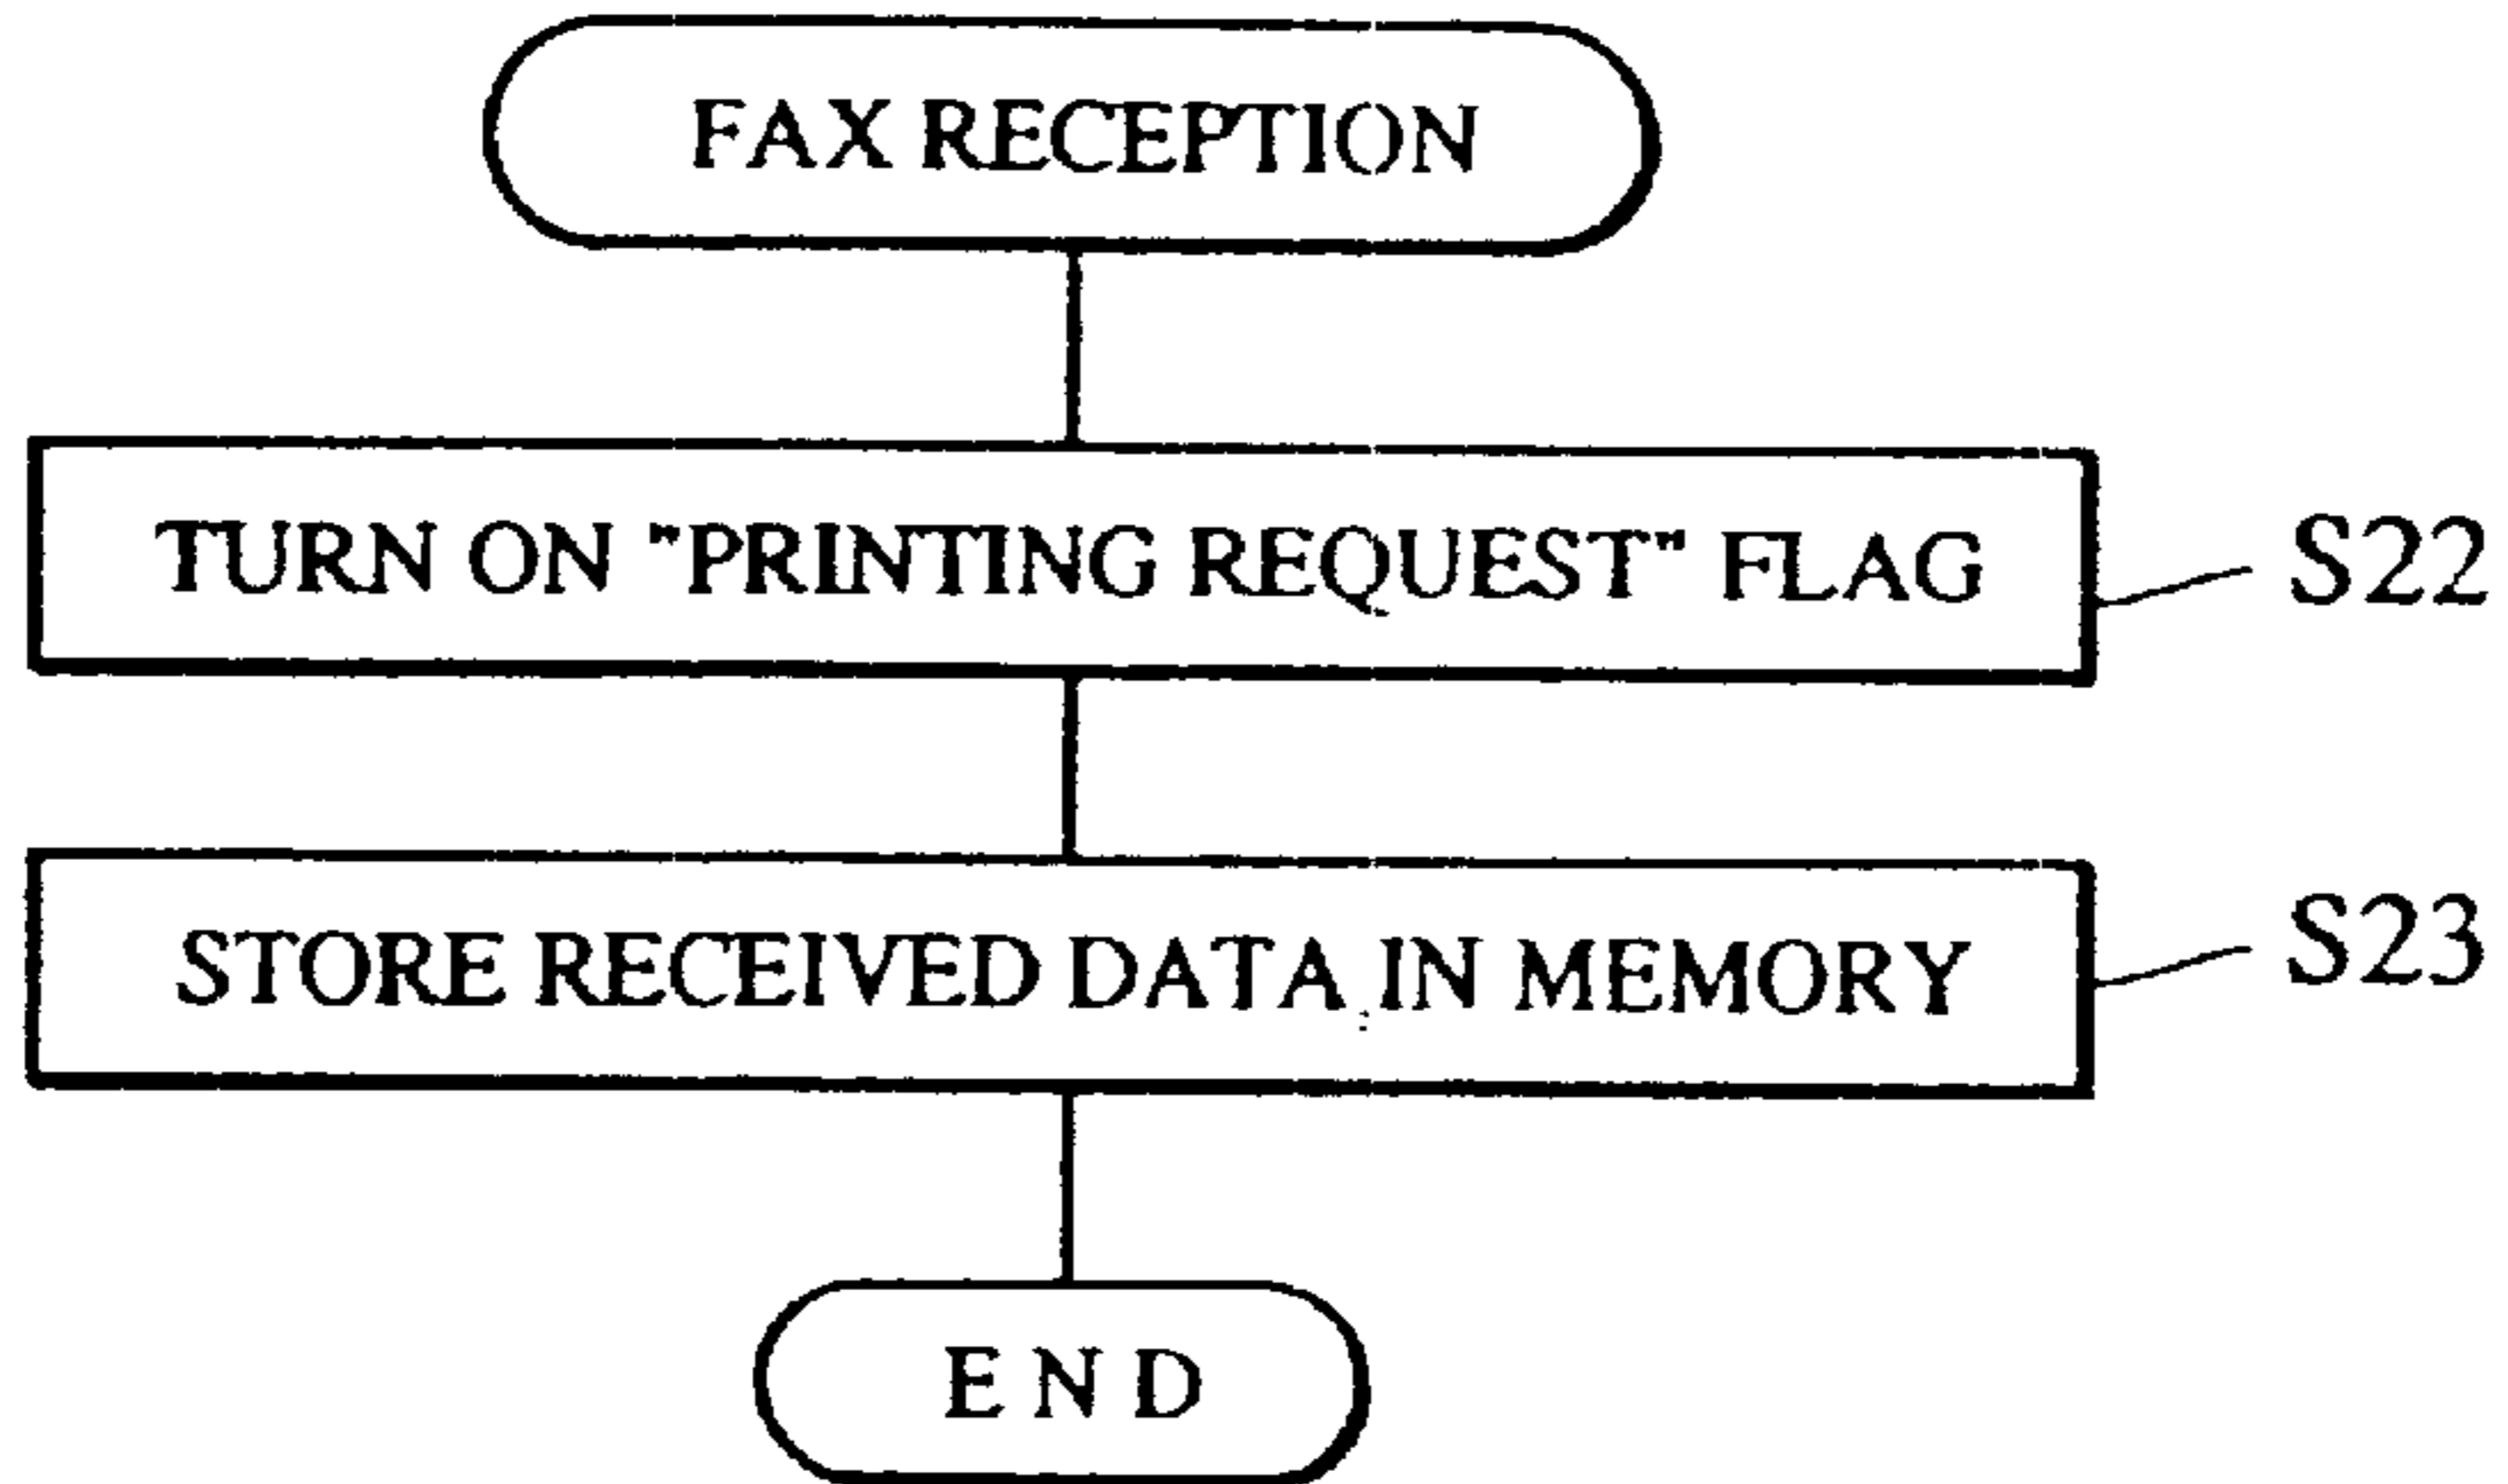 FAX RECEPTION
TURN ON "PRINTING REQUEST" FLAG
S22
STORE RECEIVED DATA IN MEMORY
S23
END